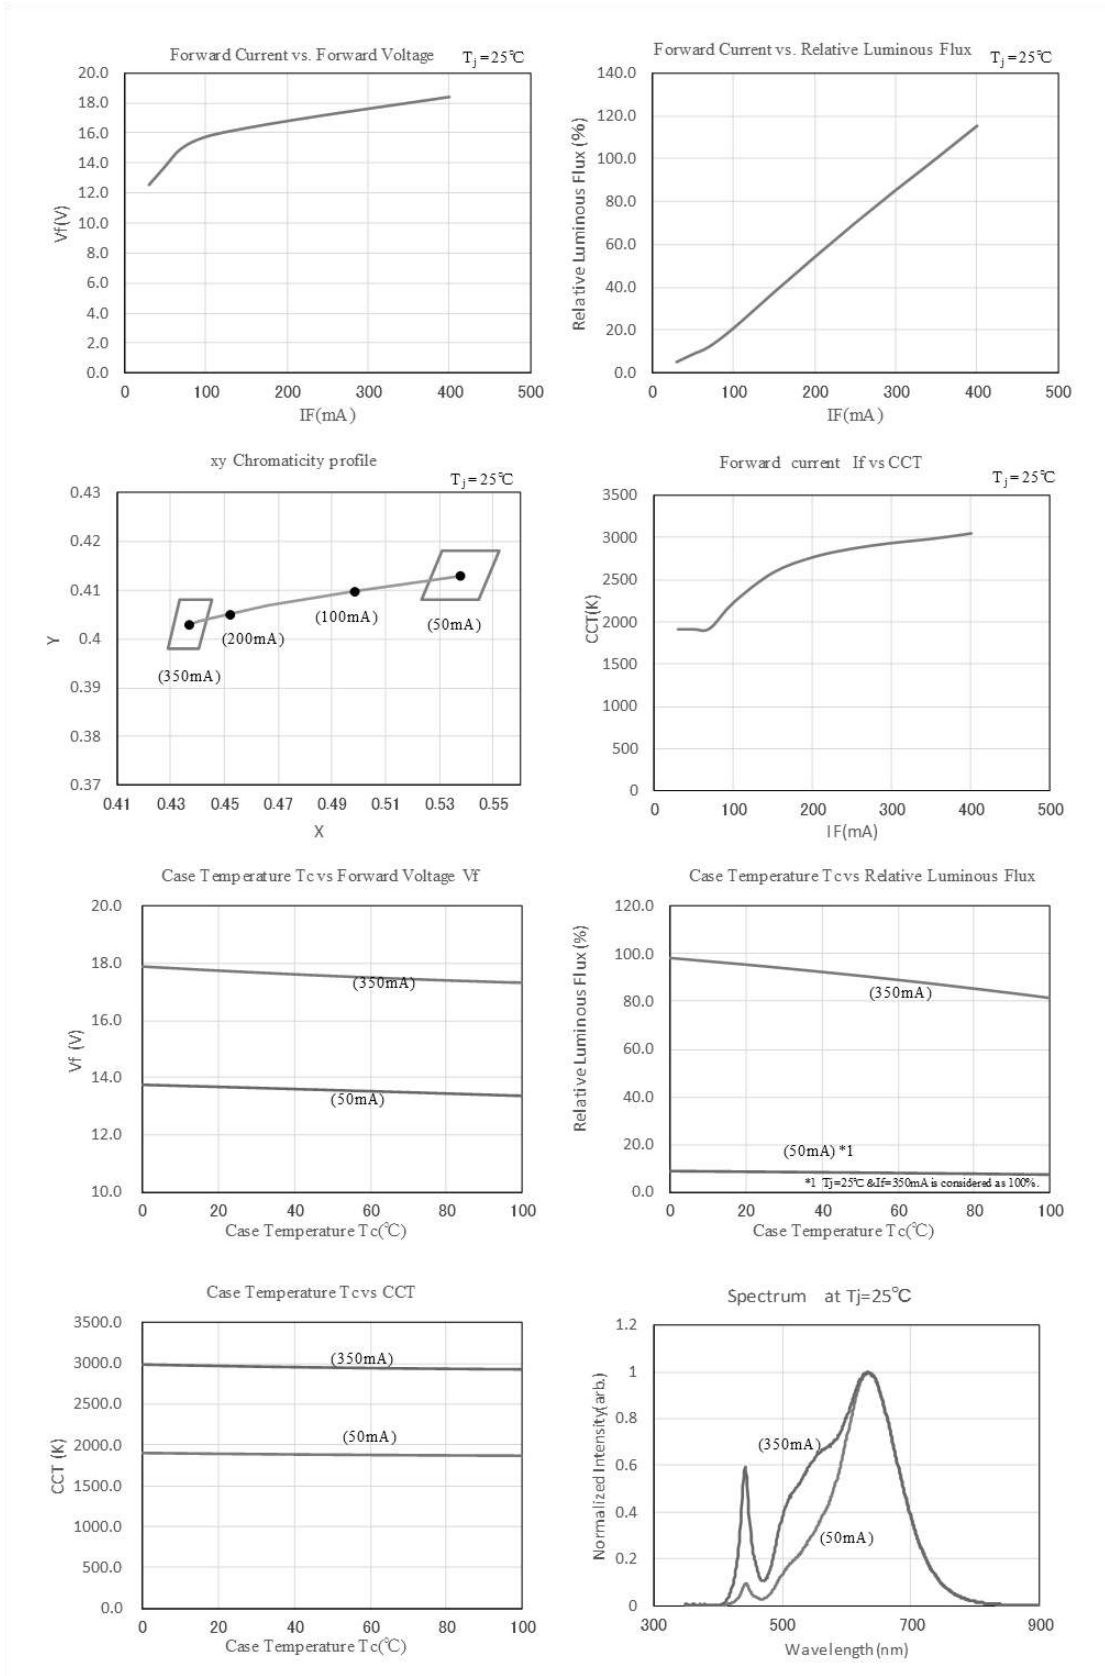 Forward Current vs. Forward Voltage
Tj=25℃
20.0
18.0
16.0
14.0
12.0
10.0
8.0
6.0
4.0
2.0
0.0
Vf(V)
0 100 200 300 400 500
IF(mA)
Forward Current vs. Relative Luminous Flux
Tj=25℃
140.0
120.0
100.0
80.0
60.0
40.0
20.0
0.0
Relative Luminous Flux (%)
0 100 200 300 400 500
IF(mA)
xy Chromaticity profile
Tj=25℃
0.43
0.42
0.41
0.4
0.39
0.38
0.37
Y
(350mA)
(200mA)
(100mA)
(50mA)
0.41 0.43 0.45 0.47 0.49 0.51 0.53 0.55
X
Forward current If vs CCT
Tj=25℃
3500
3000
2500
2000
1500
1000
500
0
CCT(K)
0 100 200 300 400 500
IF(mA)
Case Temperature Tc vs Forward Voltage Vf
20.0
18.0
16.0
14.0
12.0
10.0
Vf (V)
(350mA)
(50mA)
0 20 40 60 80 100
Case Temperature Tc(℃)
Case Temperature Tc vs Relative Luminous Flux
120.0
100.0
80.0
60.0
40.0
20.0
0.0
Relative Luminous Flux (%)
(350mA)
(50mA) *1
*1 Tj=25℃ &If=350mA is considered as 100%.
0 20 40 60 80 100
Case Temperature Tc(℃)
Case Temperature Tc vs CCT
3500.0
3000.0
2500.0
2000.0
1500.0
1000.0
500.0
0.0
CCT (K)
(350mA)
(50mA)
0 20 40 60 80 100
Case Temperature Tc(℃)
Spectrum at Tj=25℃
1.2
1
0.8
0.6
0.4
0.2
0
Normalized Intensity(arb.)
(350mA)
(50mA)
300 500 700 900
Wavelength(nm)